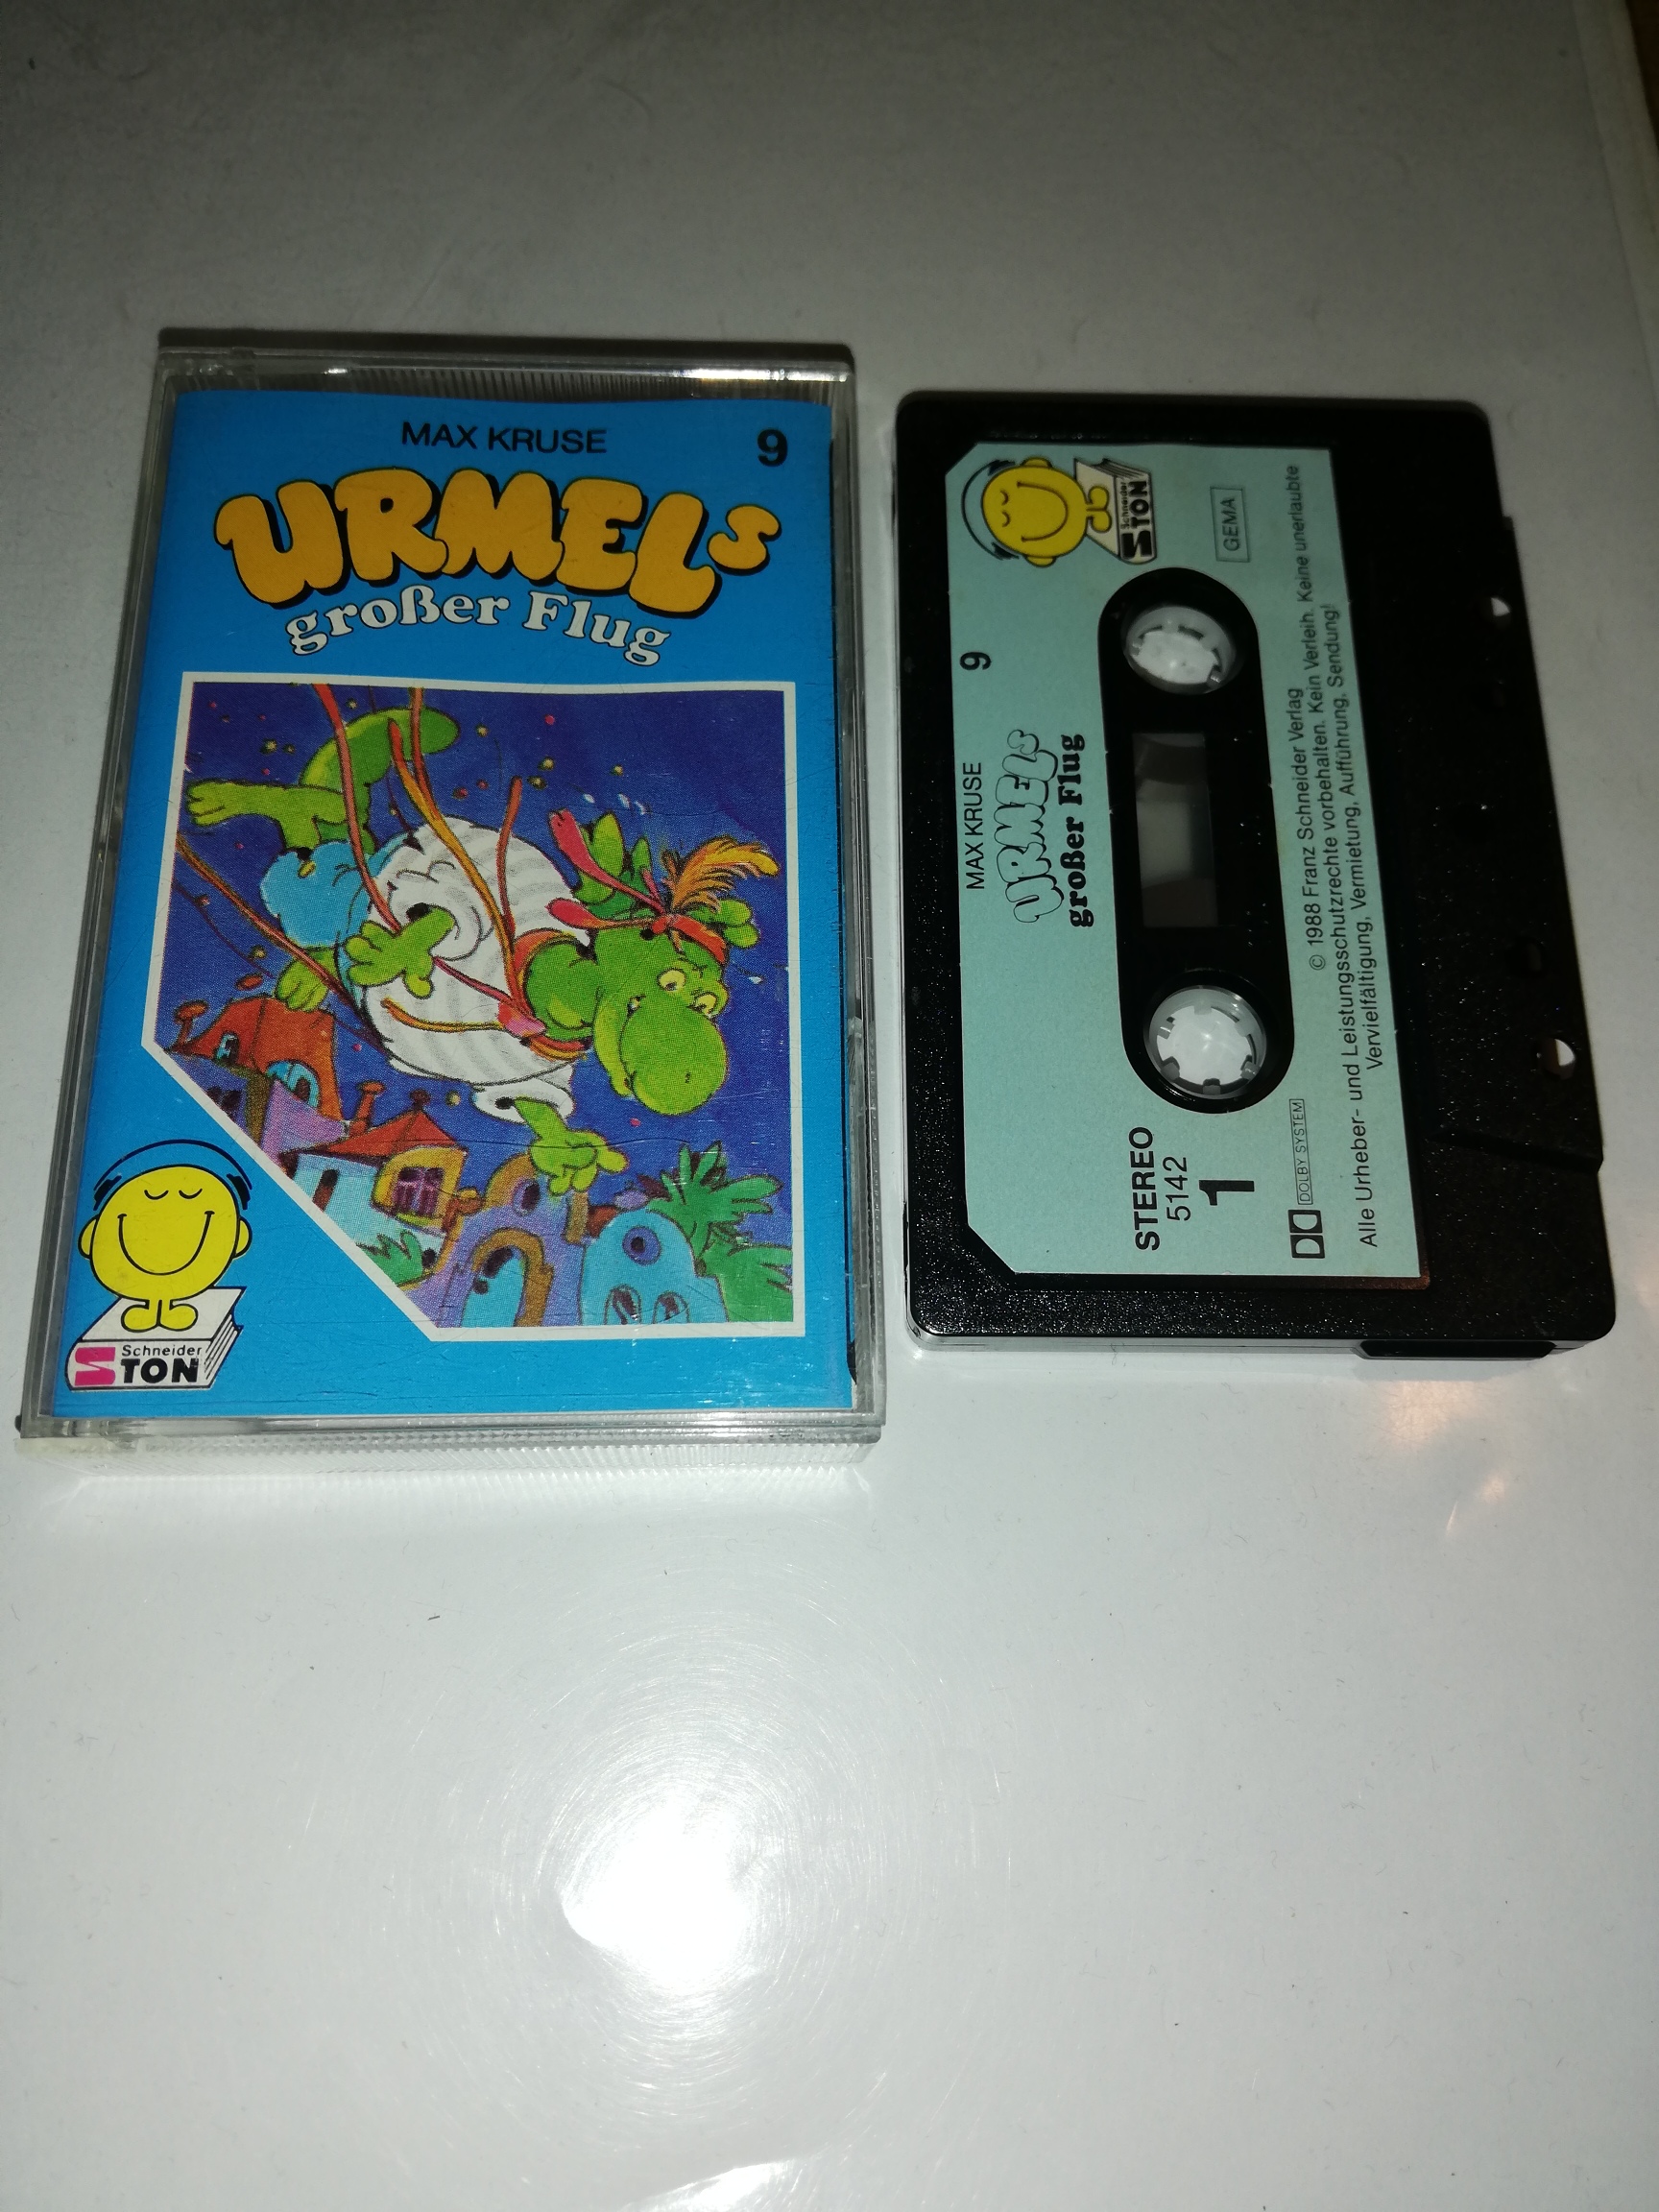 MAX KRUSE
9
URMELs
großer Flug
Schneider
TON
MAX KRUSE
9
URMELs
großer Flug
Schneider
TON
GEMA
STEREO
5142
1
DOLBY SYSTEM
© 1988 Franz Schneider Verlag
Alle Urheber- und Leistungsschutzrechte vorbehalten. Kein Verleih. Keine unerlaubte
Vervielfältigung, Vermietung, Aufführung, Sendung!